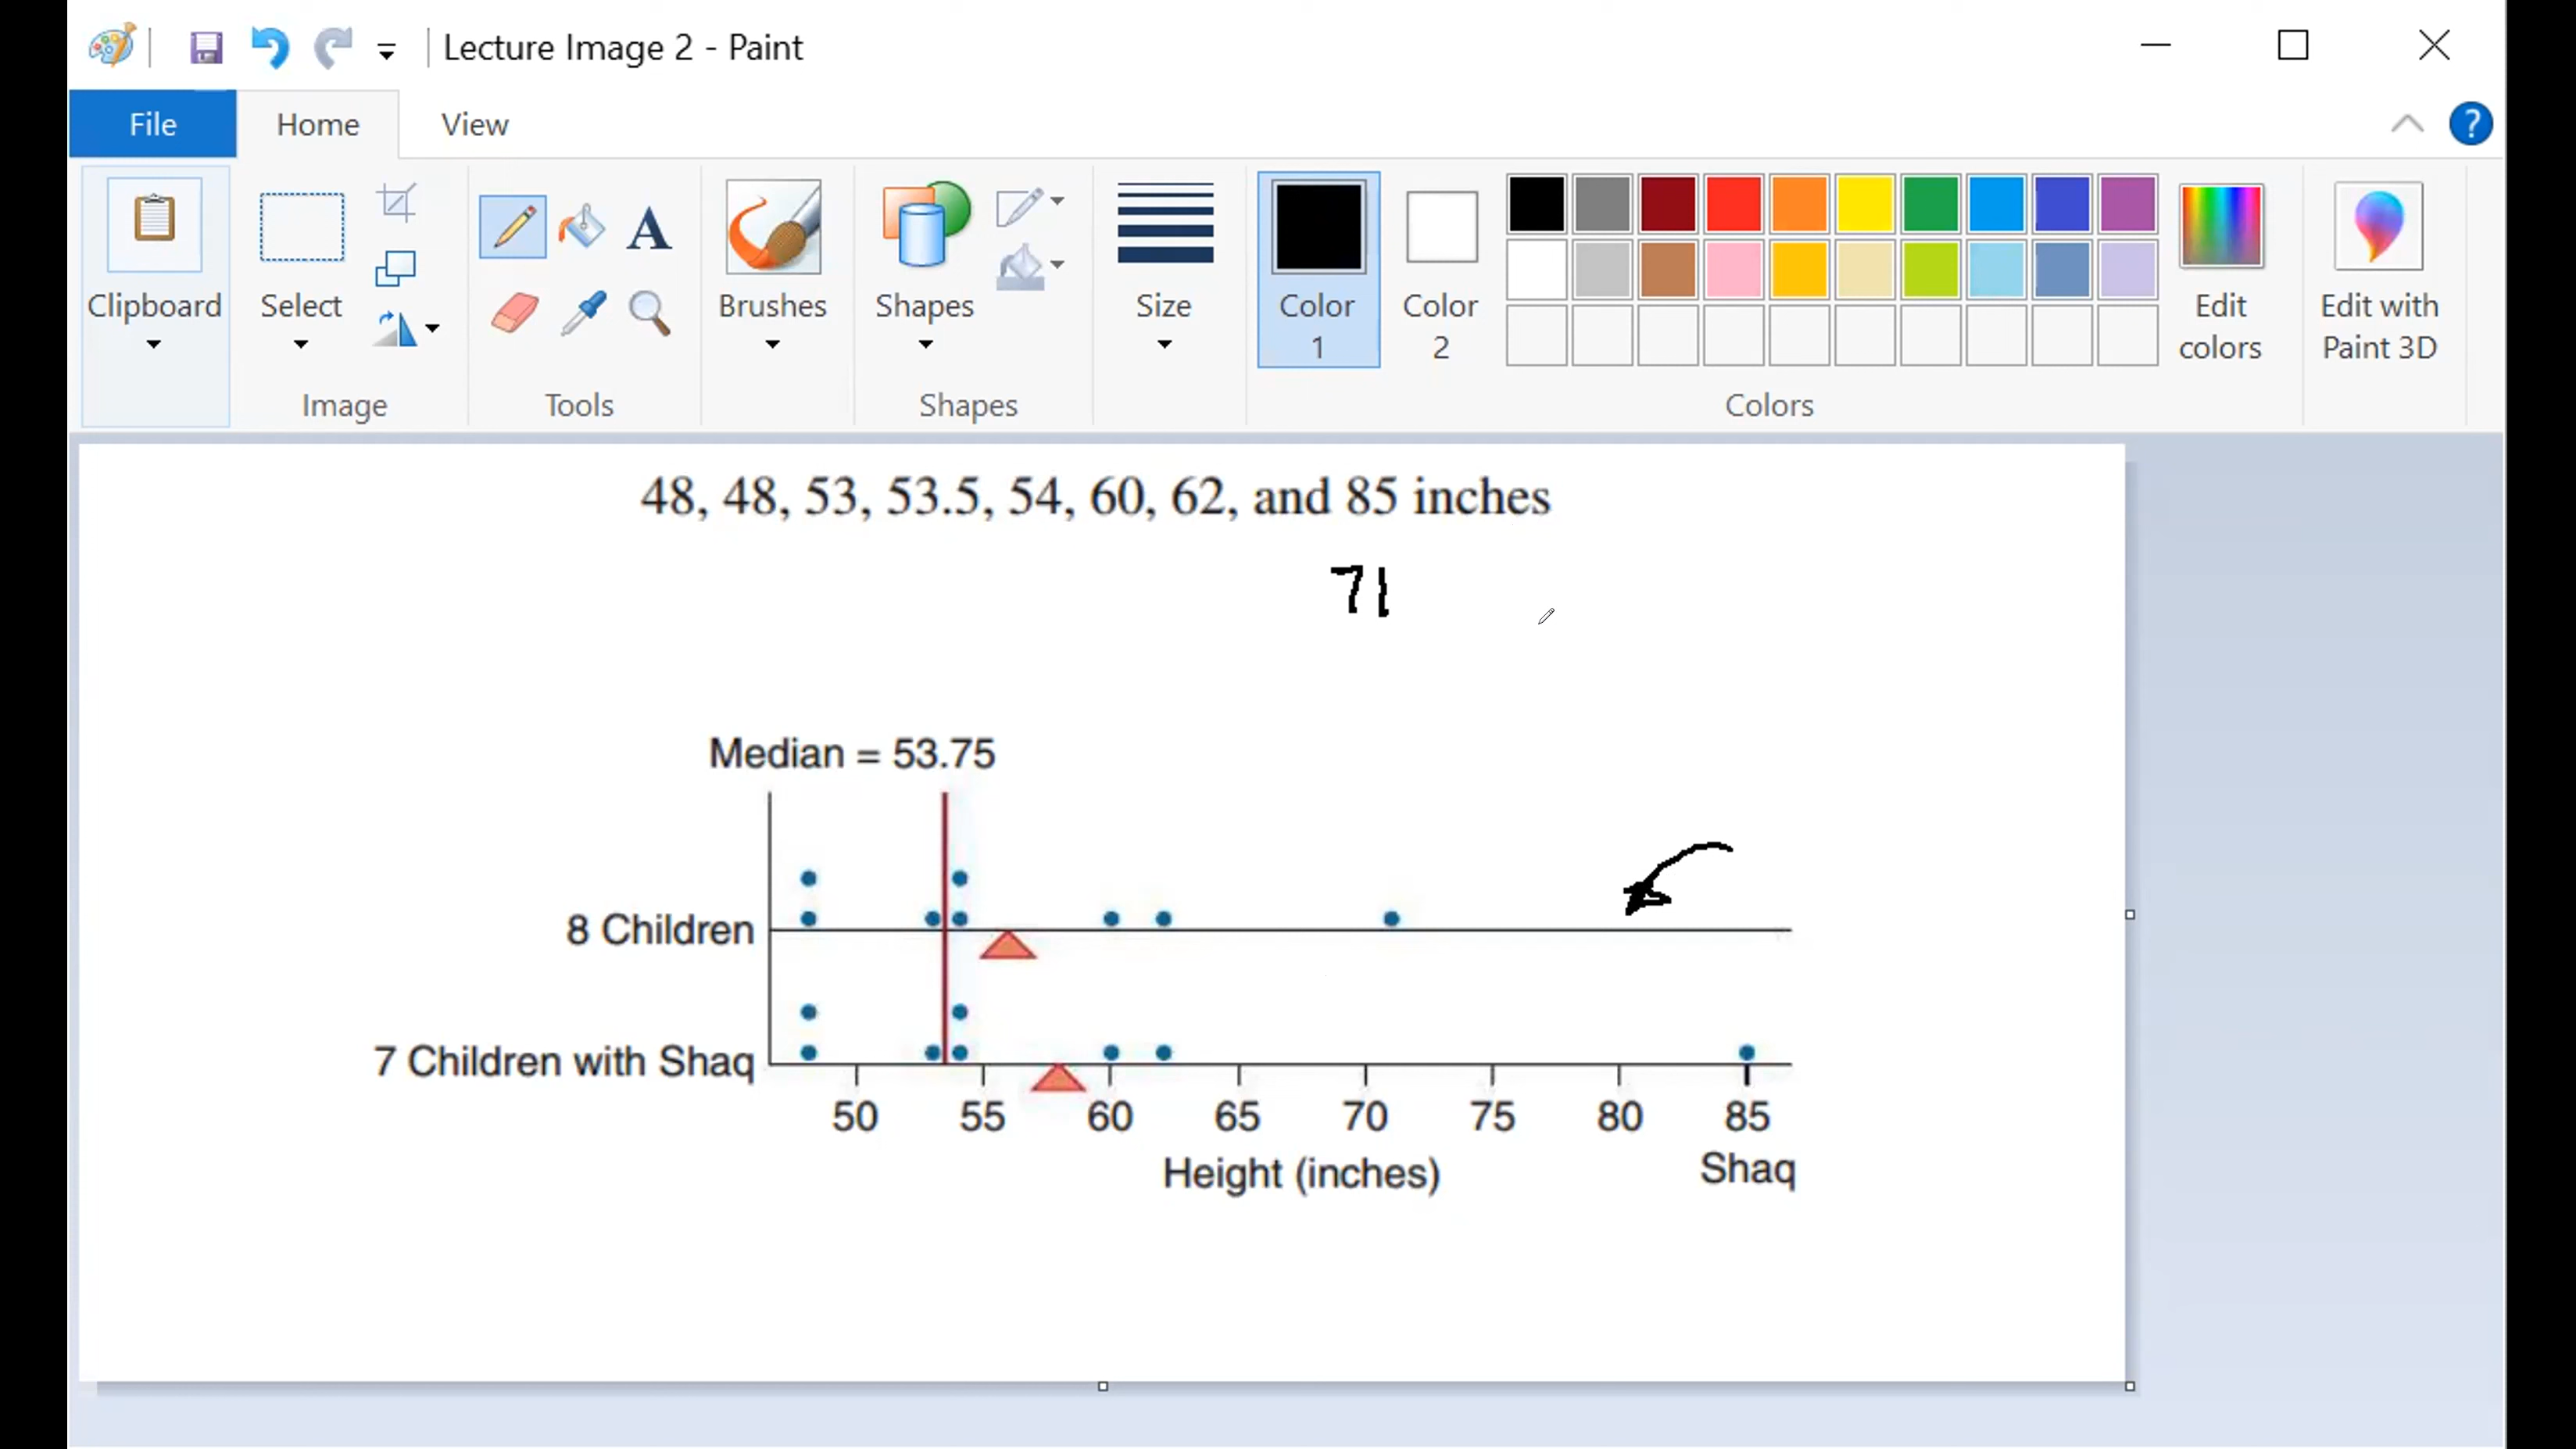 Lecture Image 2 - Paint
File Home View ?
Clipboard Select Brushes Shapes Size Color 1 Color 2 Edit colors Edit with Paint 3D
Image Tools Shapes Colors
48, 48, 53, 53.5, 54, 60, 62, and 85 inches
71
Median = 53.75
8 Children
7 Children with Shaq
50 55 60 65 70 75 80 85
Height (inches) Shaq